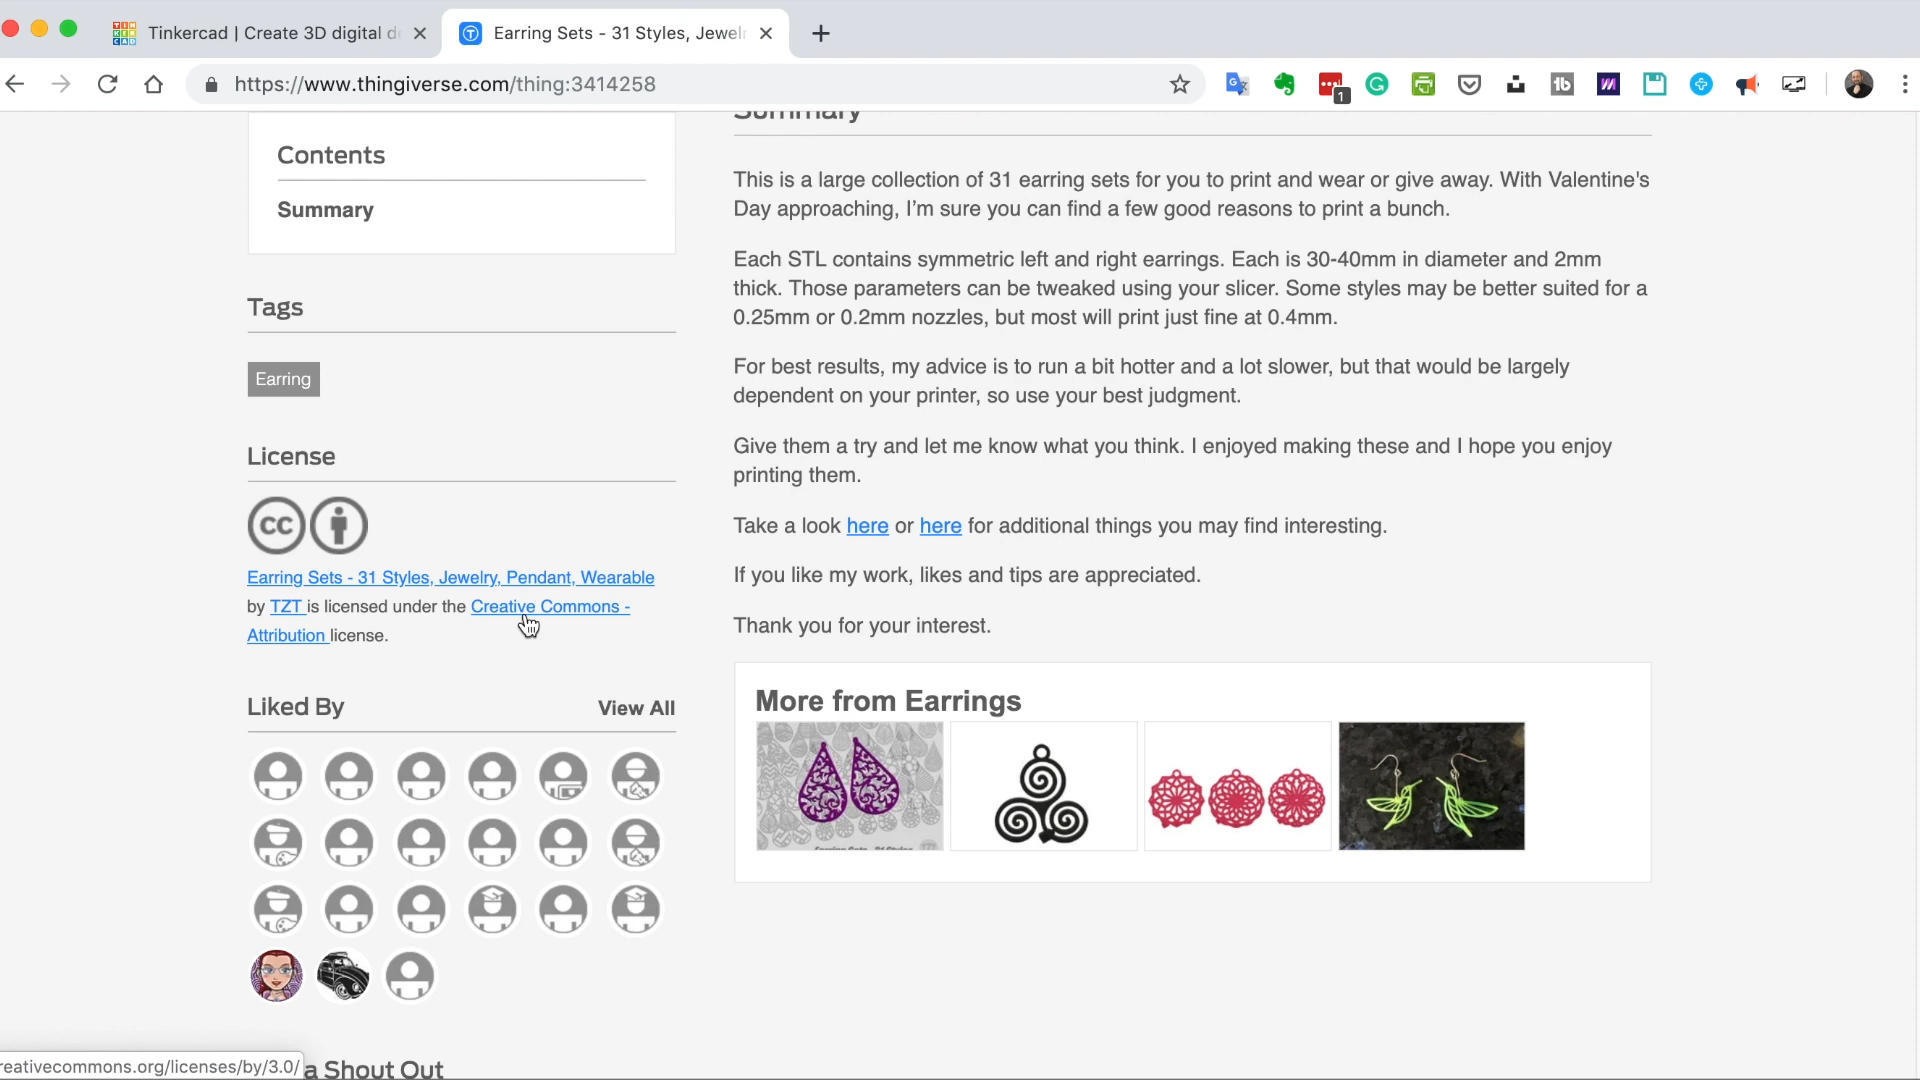 Tinkercad | Create 3D digital de
Earring Sets - 31 Styles, Jewelr
https://www.thingiverse.com/thing:3414258
1
Contents
Summary
Tags
Earring
License
cc
Earring Sets - 31 Styles, Jewelry, Pendant, Wearable
by TZT is licensed under the Creative Commons -
Attribution license.
Liked By View All
Summary
This is a large collection of 31 earring sets for you to print and wear or give away. With Valentine's
Day approaching, I'm sure you can find a few good reasons to print a bunch.
Each STL contains symmetric left and right earrings. Each is 30-40mm in diameter and 2mm
thick. Those parameters can be tweaked using your slicer. Some styles may be better suited for a
0.25mm or 0.2mm nozzles, but most will print just fine at 0.4mm.
For best results, my advice is to run a bit hotter and a lot slower, but that would be largely
dependent on your printer, so use your best judgment.
Give them a try and let me know what you think. I enjoyed making these and I hope you enjoy
printing them.
Take a look here or here for additional things you may find interesting.
If you like my work, likes and tips are appreciated.
Thank you for your interest.
More from Earrings
Earring Sets - 31 Styles
reativecommons.org/licenses/by/3.0/
a Shout Out